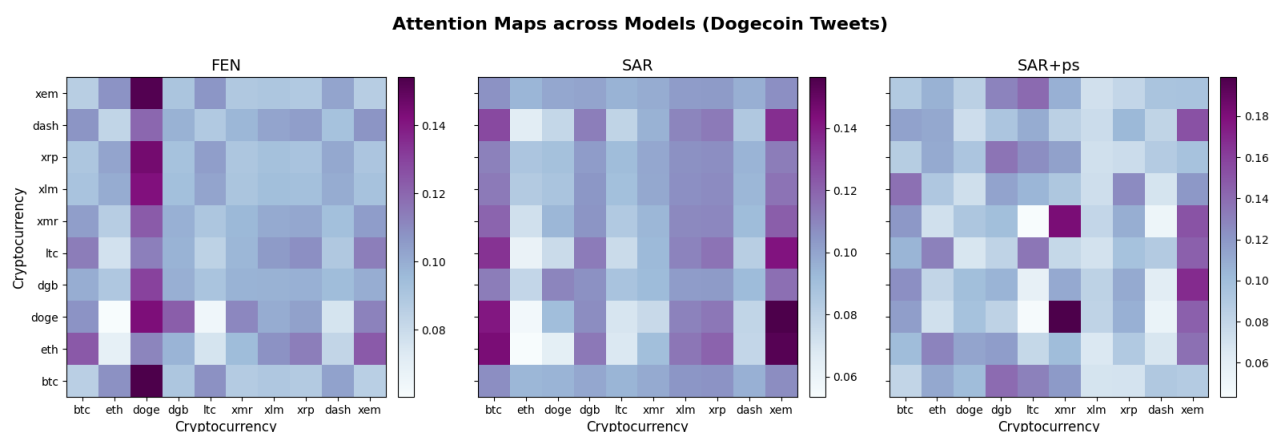 Attention Maps across Models (Dogecoin Tweets)
FEN
SAR
SAR+ps
Cryptocurrency
xem
dash
xrp
xlm
xmr
ltc
dgb
doge
eth
btc
btc eth doge dgb ltc xmr xlm xrp dash xem
Cryptocurrency
0.14
0.12
0.10
0.08
btc eth doge dgb ltc xmr xlm xrp dash xem
Cryptocurrency
0.14
0.12
0.10
0.08
0.06
btc eth doge dgb ltc xmr xlm xrp dash xem
Cryptocurrency
0.18
0.16
0.14
0.12
0.10
0.08
0.06